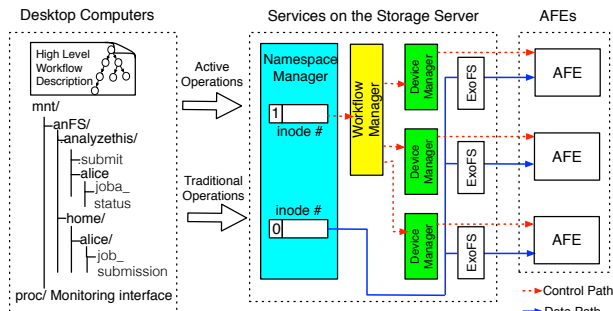 Desktop Computers
Services on the Storage Server
AFEs
High Level
Workflow
Description
mnt/
anFS/
analyzethis/
submit
alice
joba_
status
home/
alice/
job_
submission
proc/ Monitoring interface
Active
Operations
Traditional
Operations
Namespace
Manager
1
inode #
inode #
0
Workflow
Manager
Device
Manager
ExoFS
AFE
Device
Manager
ExoFS
AFE
Device
Manager
ExoFS
AFE
Control Path
Data Path